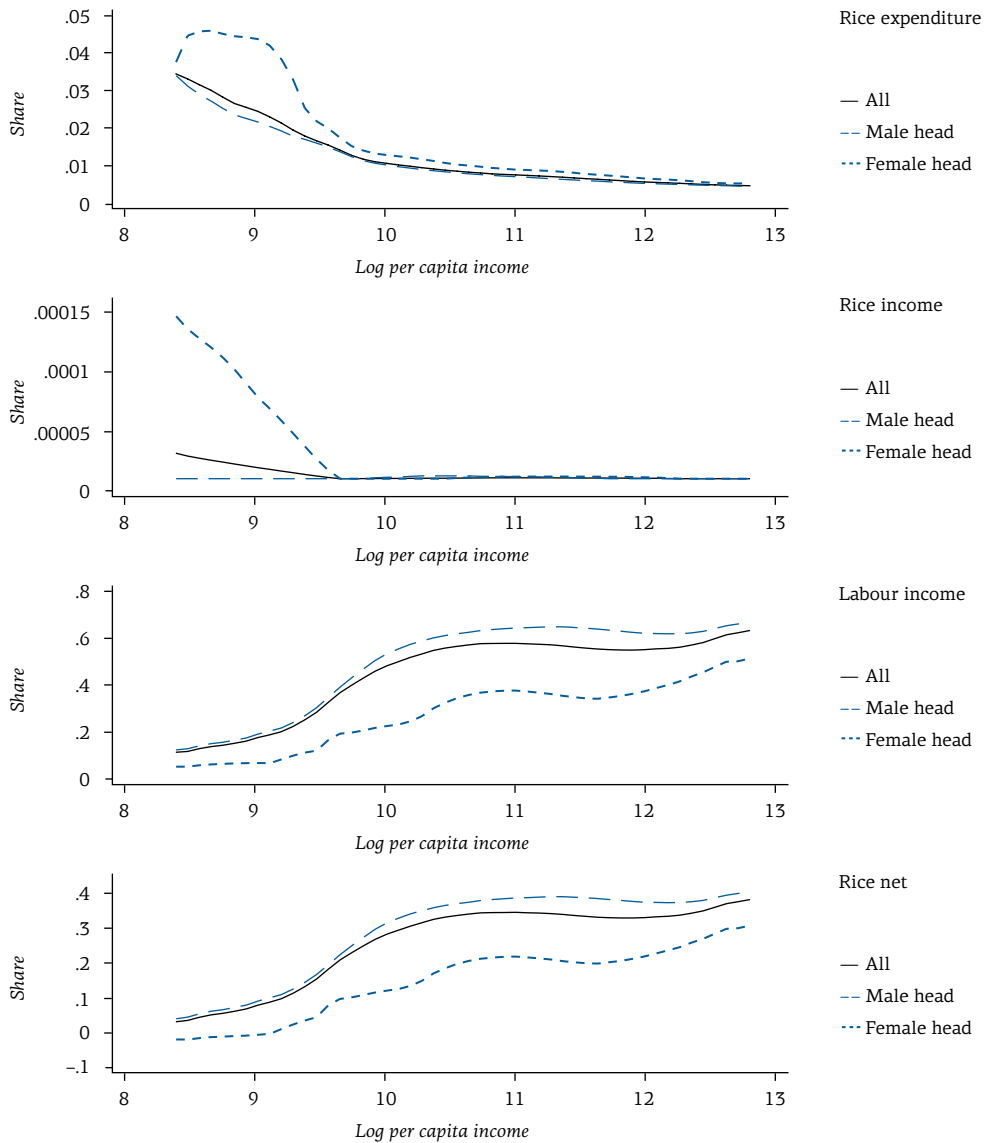 Rice expenditure
.05
.04
.03
.02
.01
0
Share
8 9 10 11 12 13
Log per capita income
All
Male head
Female head
Rice income
.00015
.0001
.00005
0
Share
8 9 10 11 12 13
Log per capita income
All
Male head
Female head
Labour income
.8
.6
.4
.2
0
Share
8 9 10 11 12 13
Log per capita income
All
Male head
Female head
Rice net
.4
.3
.2
.1
0
–.1
Share
8 9 10 11 12 13
Log per capita income
All
Male head
Female head